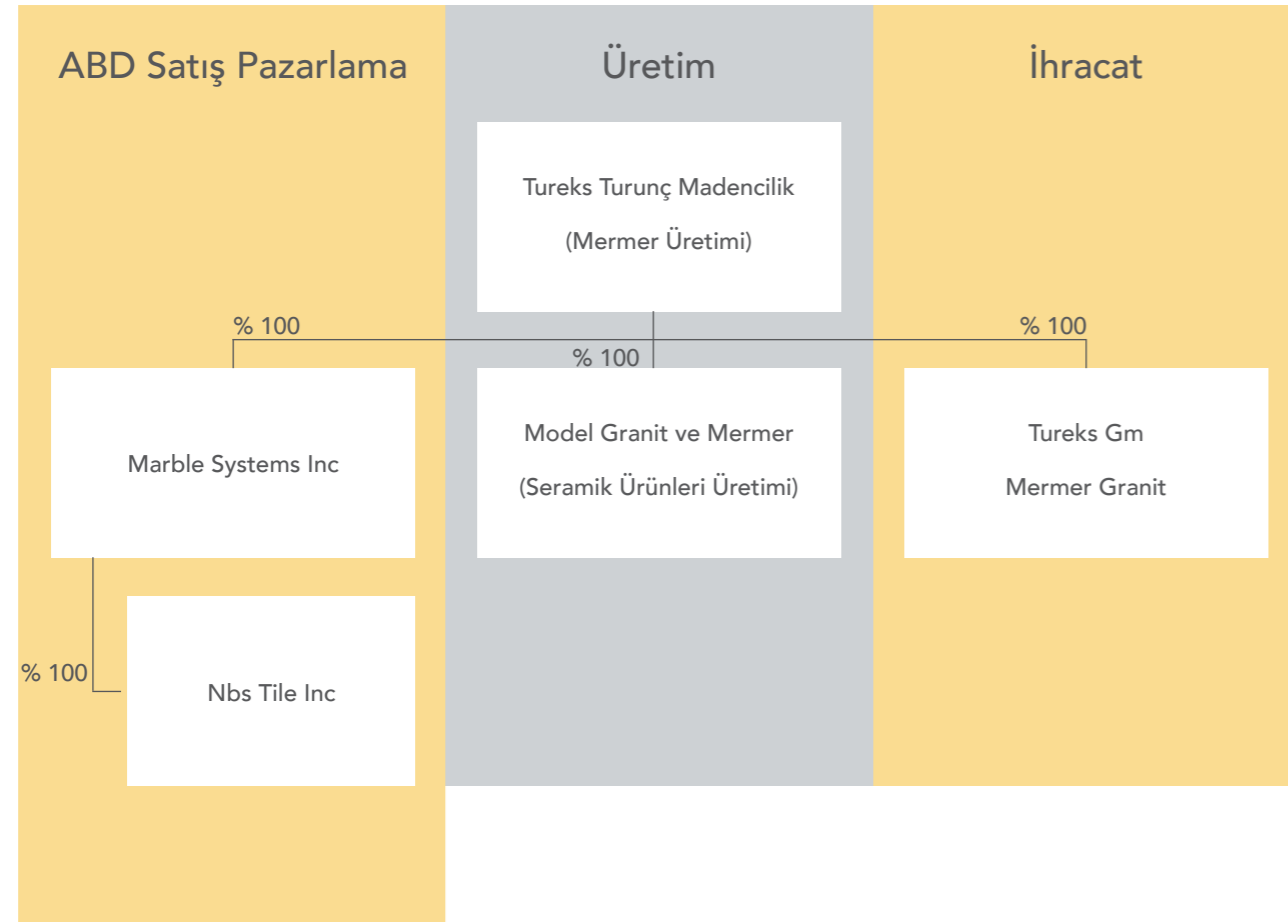 ABD Satış Pazarlama
Üretim
İhracat
Tureks Turunç Madencilik
(Mermer Üretimi)
% 100
% 100
% 100
Marble Systems Inc
Model Granit ve Mermer
(Seramik Ürünleri Üretimi)
Tureks Gm
Mermer Granit
% 100
Nbs Tile Inc